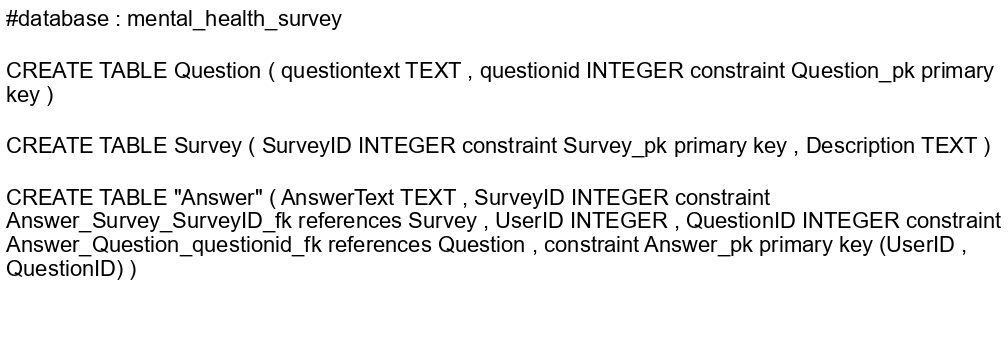 #database : mental_health_survey
CREATE TABLE Question ( questiontext TEXT , questionid INTEGER constraint Question_pk primary
key )
CREATE TABLE Survey ( SurveyID INTEGER constraint Survey_pk primary key , Description TEXT )
CREATE TABLE "Answer" ( AnswerText TEXT , SurveyID INTEGER constraint
Answer_Survey_SurveyID_fk references Survey , UserID INTEGER , QuestionID INTEGER constraint
Answer_Question_questionid_fk references Question , constraint Answer_pk primary key (UserID ,
QuestionID) )